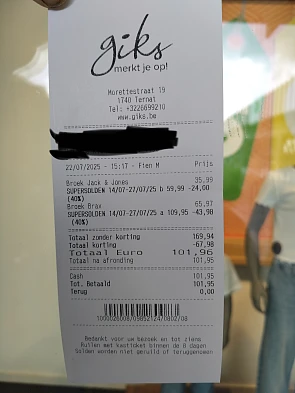 giks
merkt je op!
Morettestraat 19
1740 Ternat
Tel: +3226699210
www.giks.be
22/07/2025 - 15:17 - Fien M Prijs
Broek Jack & Jones 35,99
SUPERSOLDEN 14/07-27/07/25 b 59,99 -24,00
(40%)
Broek Brax 65,97
SUPERSOLDEN 14/07-27/07/25 a 109,95 -43,98
(40%)
Totaal zonder korting 169,94
Totaal korting -67,98
Totaal Euro 101,96
Totaal na afronding 101,95
Cash 101,95
Tot. Betaald 101,95
Terug 0,00
Bedankt voor uw bezoek en tot ziens
Ruilen met kasticket binnen de 8 dagen
Solden worden niet geruild of teruggenomen